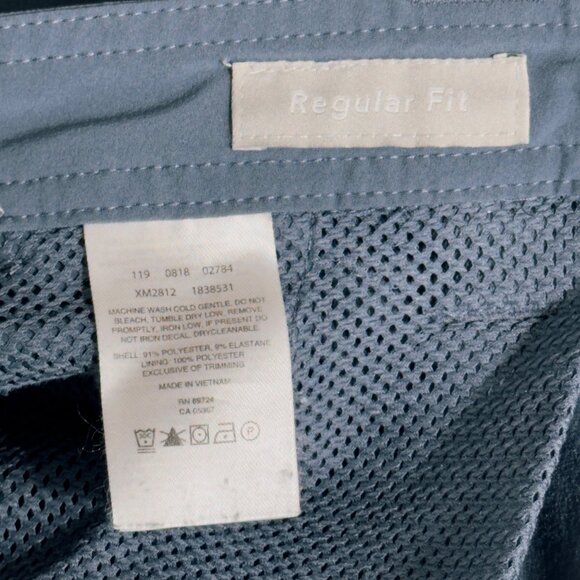 Regular Fit
119 0818 02784
XM2812 1838531
MACHINE WASH COLD GENTLE. DO NOT
BLEACH, TUMBLE DRY LOW, REMOVE
PROMPTLY, IRON LOW, IF PRESENT DO
NOT IRON DECAL. DRYCLEANABLE.
SHELL: 91% POLYESTER, 9% ELASTANE
LINING: 100% POLYESTER
EXCLUSIVE OF TRIMMING
MADE IN VIETNAM
RN 89724
CA